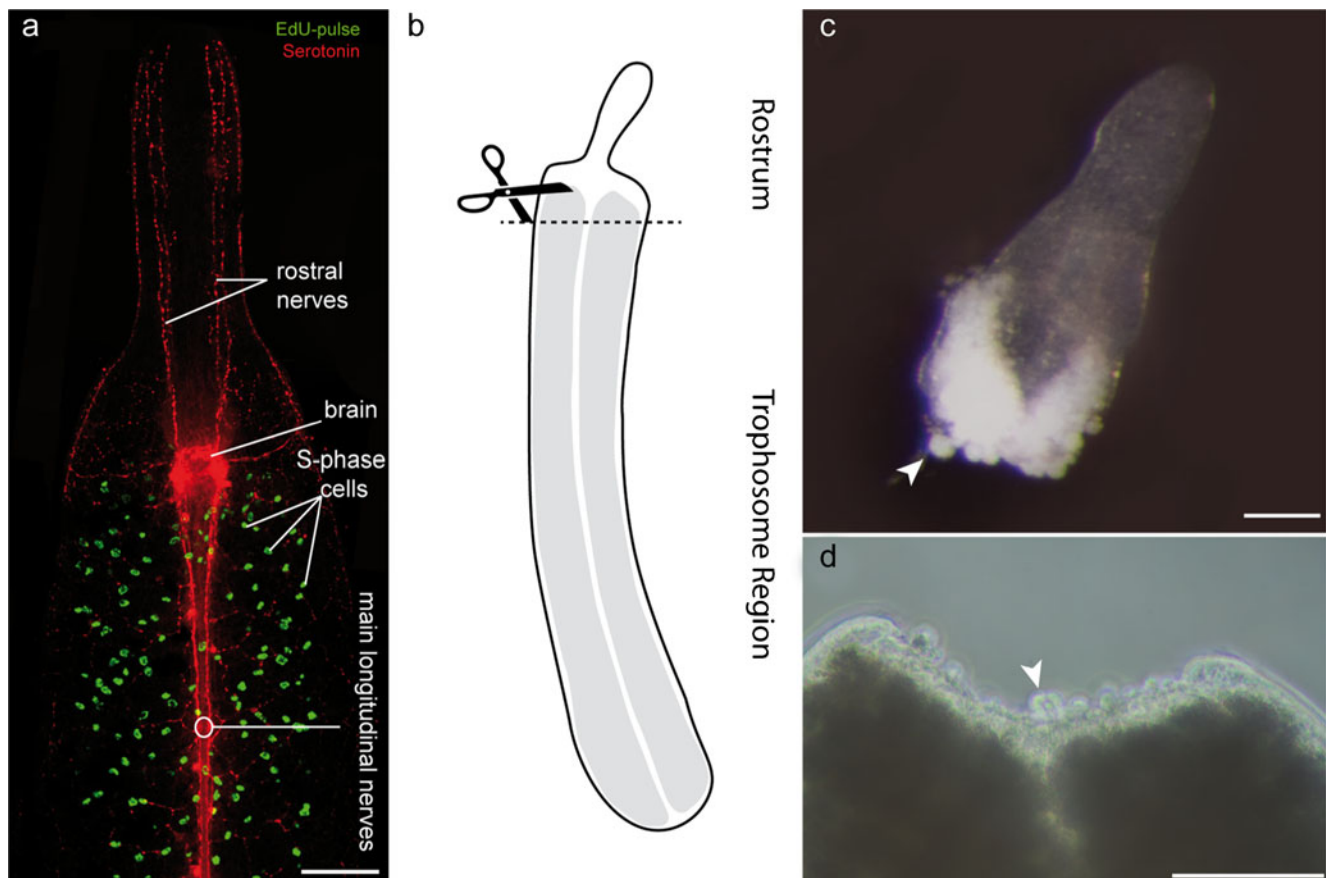 a
EdU-pulse
Serotonin
rostral
nerves
brain
S-phase
cells
main longitudinal nerves
b
Rostrum
Trophosome Region
c
d